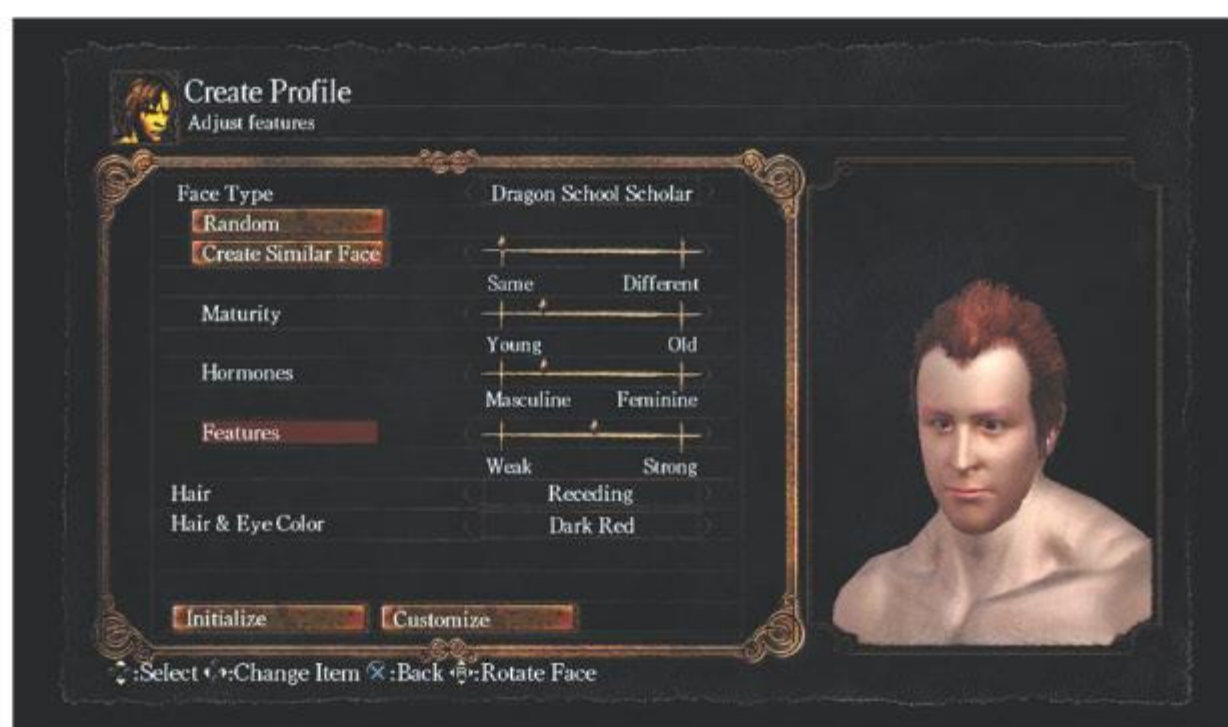 Create Profile
Adjust features
Face Type Dragon School Scholar
Random
Create Similar Face
Same Different
Maturity
Young Old
Hormones
Masculine Feminine
Features
Weak Strong
Hair Receding
Hair & Eye Color Dark Red
Initialize Customize
:Select :Change Item :Back :Rotate Face